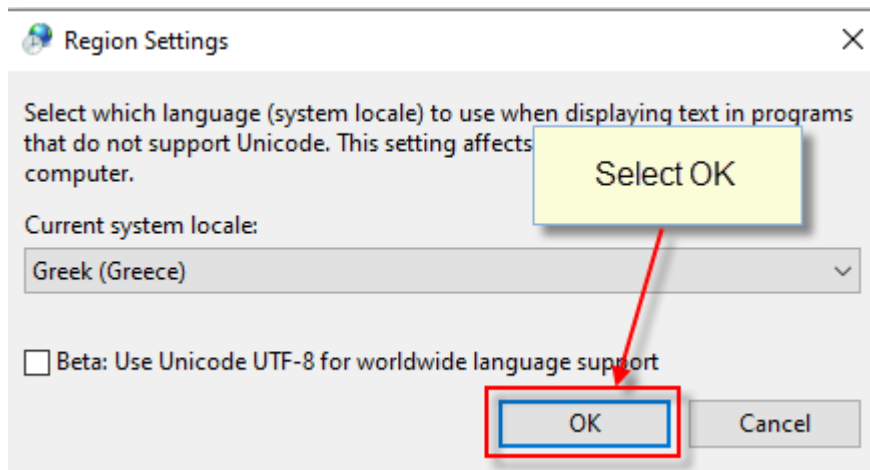 Region Settings
Select which language (system locale) to use when displaying text in programs
that do not support Unicode. This setting affects
computer.
Select OK
Current system locale:
Greek (Greece)
Beta: Use Unicode UTF-8 for worldwide language support
OK Cancel